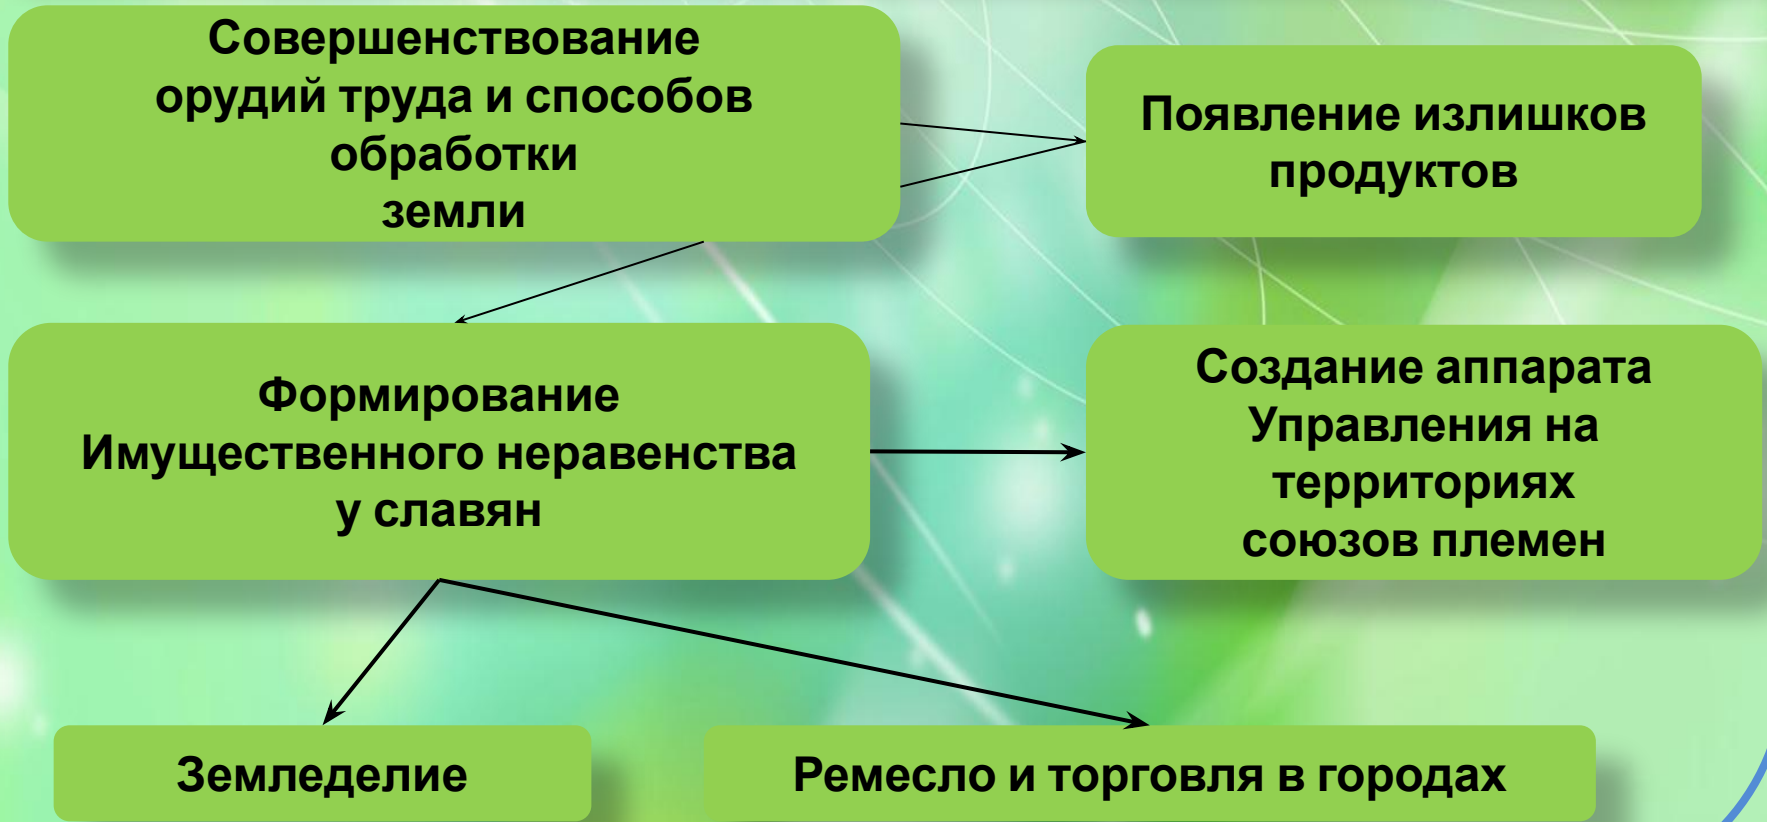 Совершенствование
орудий труда и способов
обработки
земли
Появление излишков
продуктов
Формирование
Имущественного неравенства
у славян
Создание аппарата
Управления на
территориях
союзов племен
Земледелие
Ремесло и торговля в городах